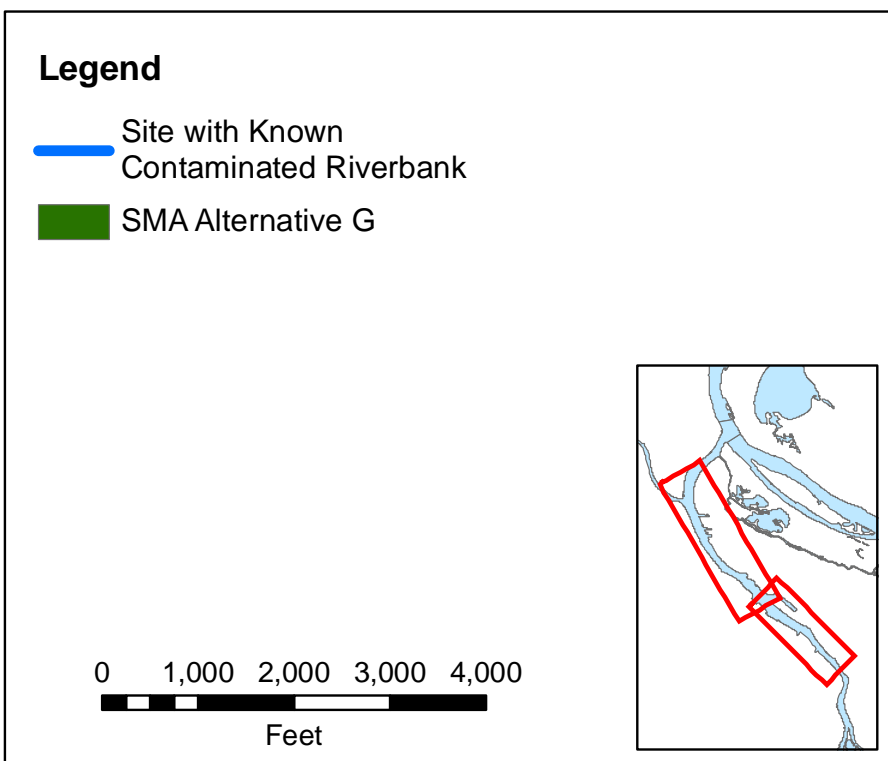 Legend
Site with Known
Contaminated Riverbank
SMA Alternative G
0 1,000 2,000 3,000 4,000
Feet